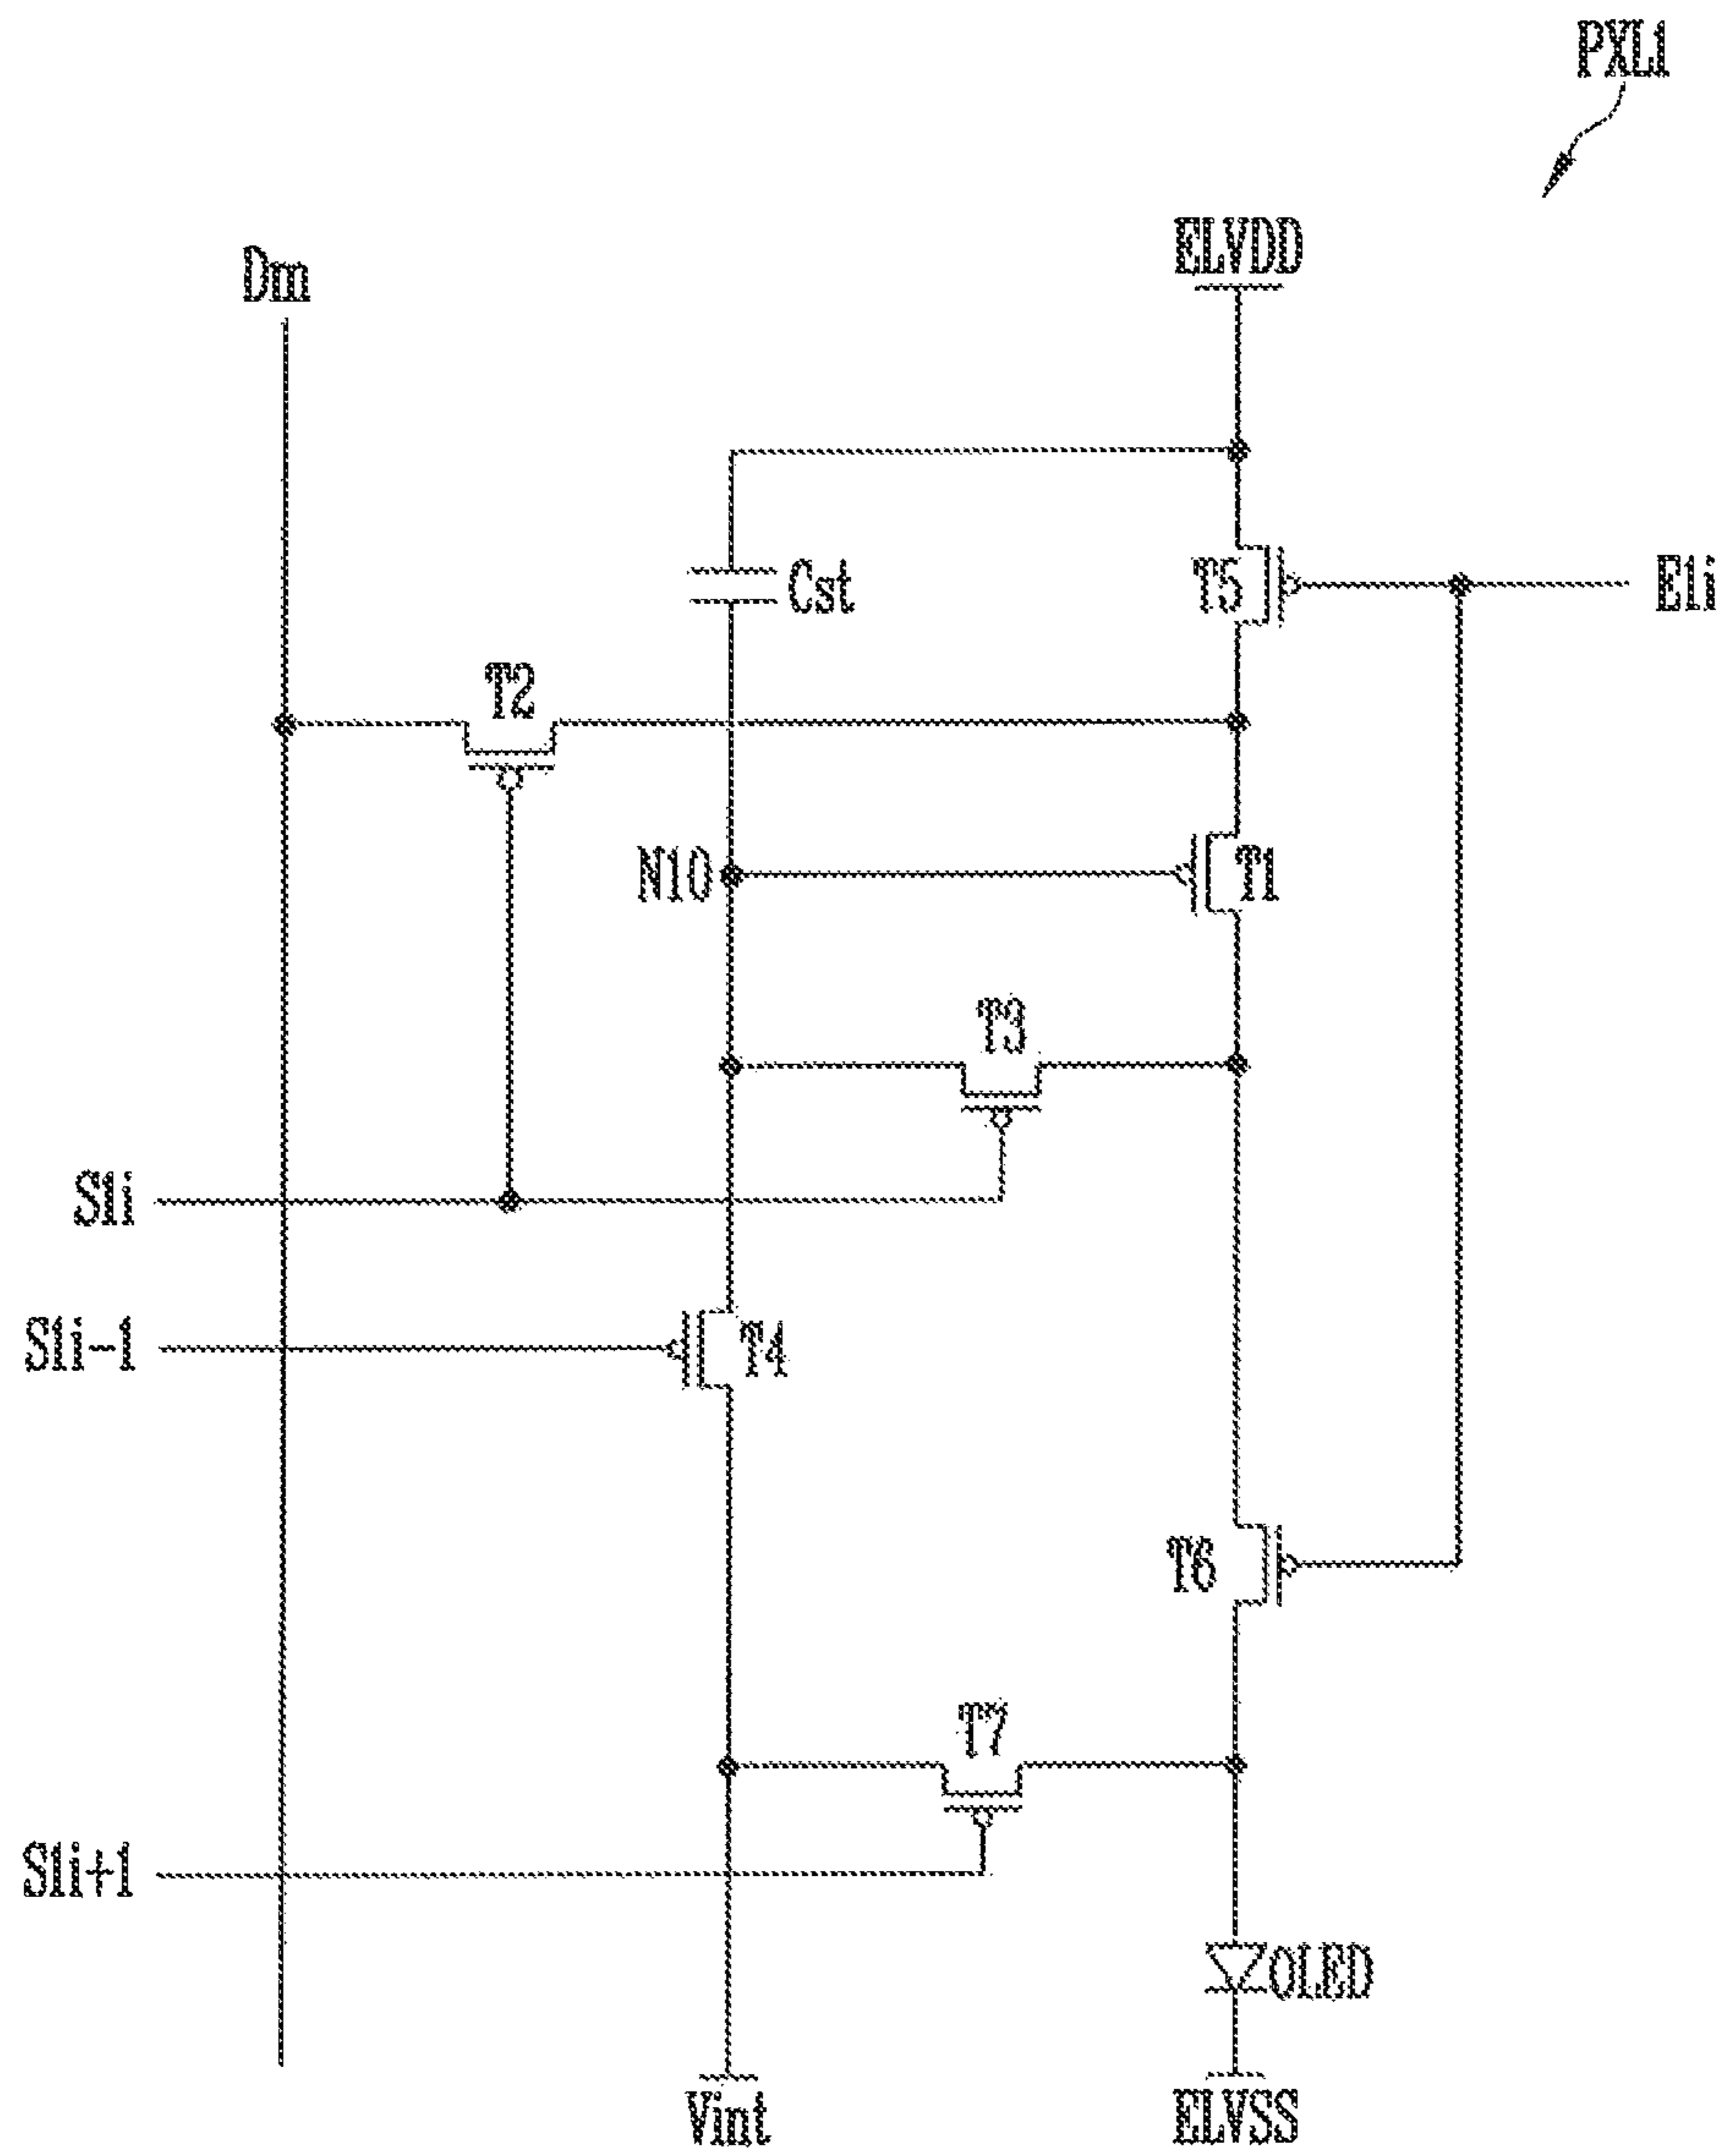 PXL1
ELVDD
Dm
Cst
T5
E1i
T2
N10
T1
T3
S1i
S1i-1
T4
T6
T7
S1i+1
OLED
Vint
ELVSS